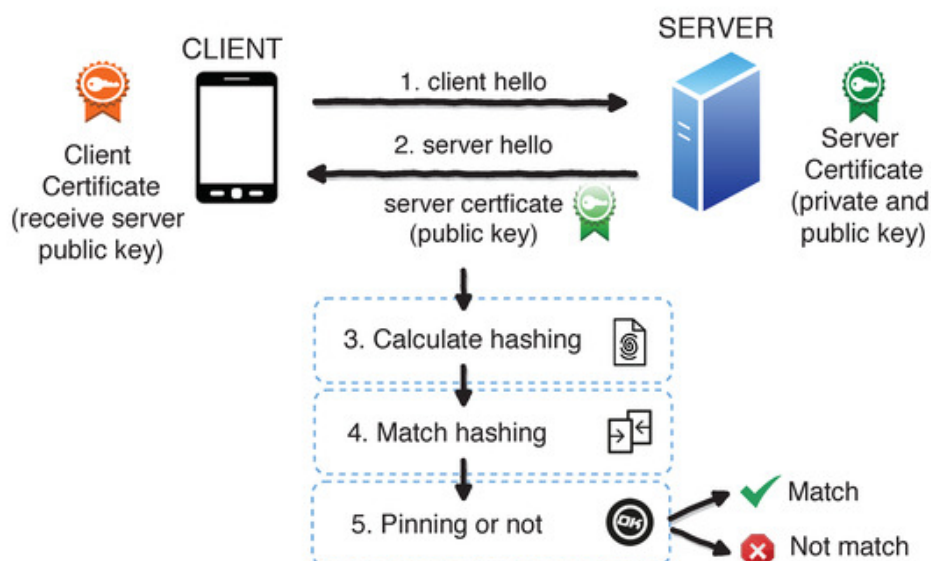 CLIENT
SERVER
1. client hello
2. server hello
Client
Certificate
(receive server
public key)
server certficate
(public key)
Server
Certificate
(private and
public key)
3. Calculate hashing
4. Match hashing
5. Pinning or not
OK
Match
Not match